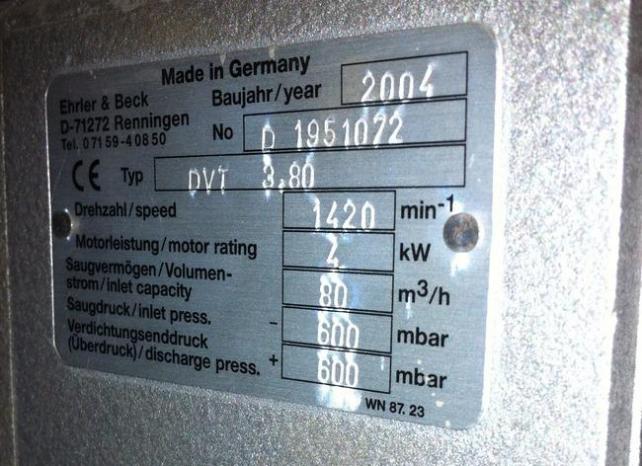 Made in Germany
Ehrler & Beck
D-71272 Renningen
Tel. 07159-40850
Baujahr/year 2004
No D 1951072
CE Typ DVT 3.80
Drehzahl/speed 1420 min-1
Motorleistung/motor rating 4 kW
Saugvermögen/Volumen-
strom/inlet capacity 80 m³/h
Saugdruck/inlet press. - 600 mbar
Verdichtungsenddruck
(Überdruck)/discharge press. + 600 mbar
WN 87. 23